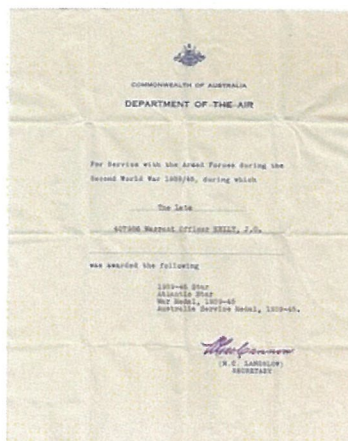 COMMONWEALTH OF AUSTRALIA
DEPARTMENT OF THE AIR
For Service with the Armed Forces during the
Second World War 1939/45, during which
The Late
407988 Warrant Officer KELLY, J.G.
was awarded the following
1939-45 Star
Atlantic Star
War Medal, 1939-45
Australia Service Medal, 1939-45.
(M.C. LANGSLOW)
SECRETARY